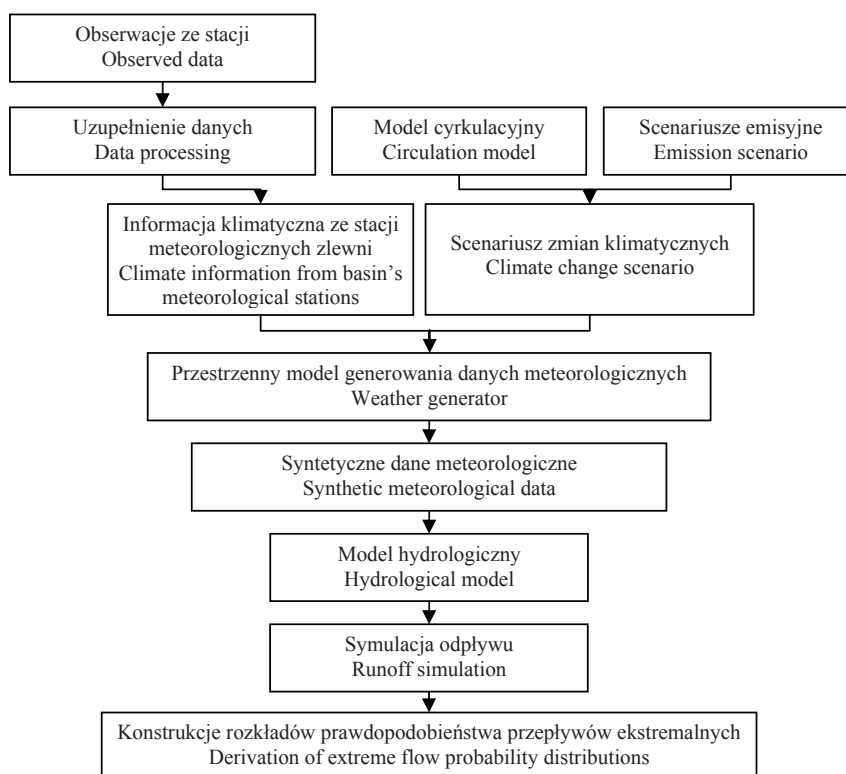 Obserwacje ze stacji
Observed data
Uzupełnienie danych
Data processing
Model cyrkulacyjny
Circulation model
Scenariusze emisyjne
Emission scenario
Informacja klimatyczna ze stacji
meteorologicznych zlewni
Climate information from basin's
meteorological stations
Scenariusz zmian klimatycznych
Climate change scenario
Przestrzenny model generowania danych meteorologicznych
Weather generator
Syntetyczne dane meteorologiczne
Synthetic meteorological data
Model hydrologiczny
Hydrological model
Symulacja odpływu
Runoff simulation
Konstrukcje rozkładów prawdopodobieństwa przepływów ekstremalnych
Derivation of extreme flow probability distributions